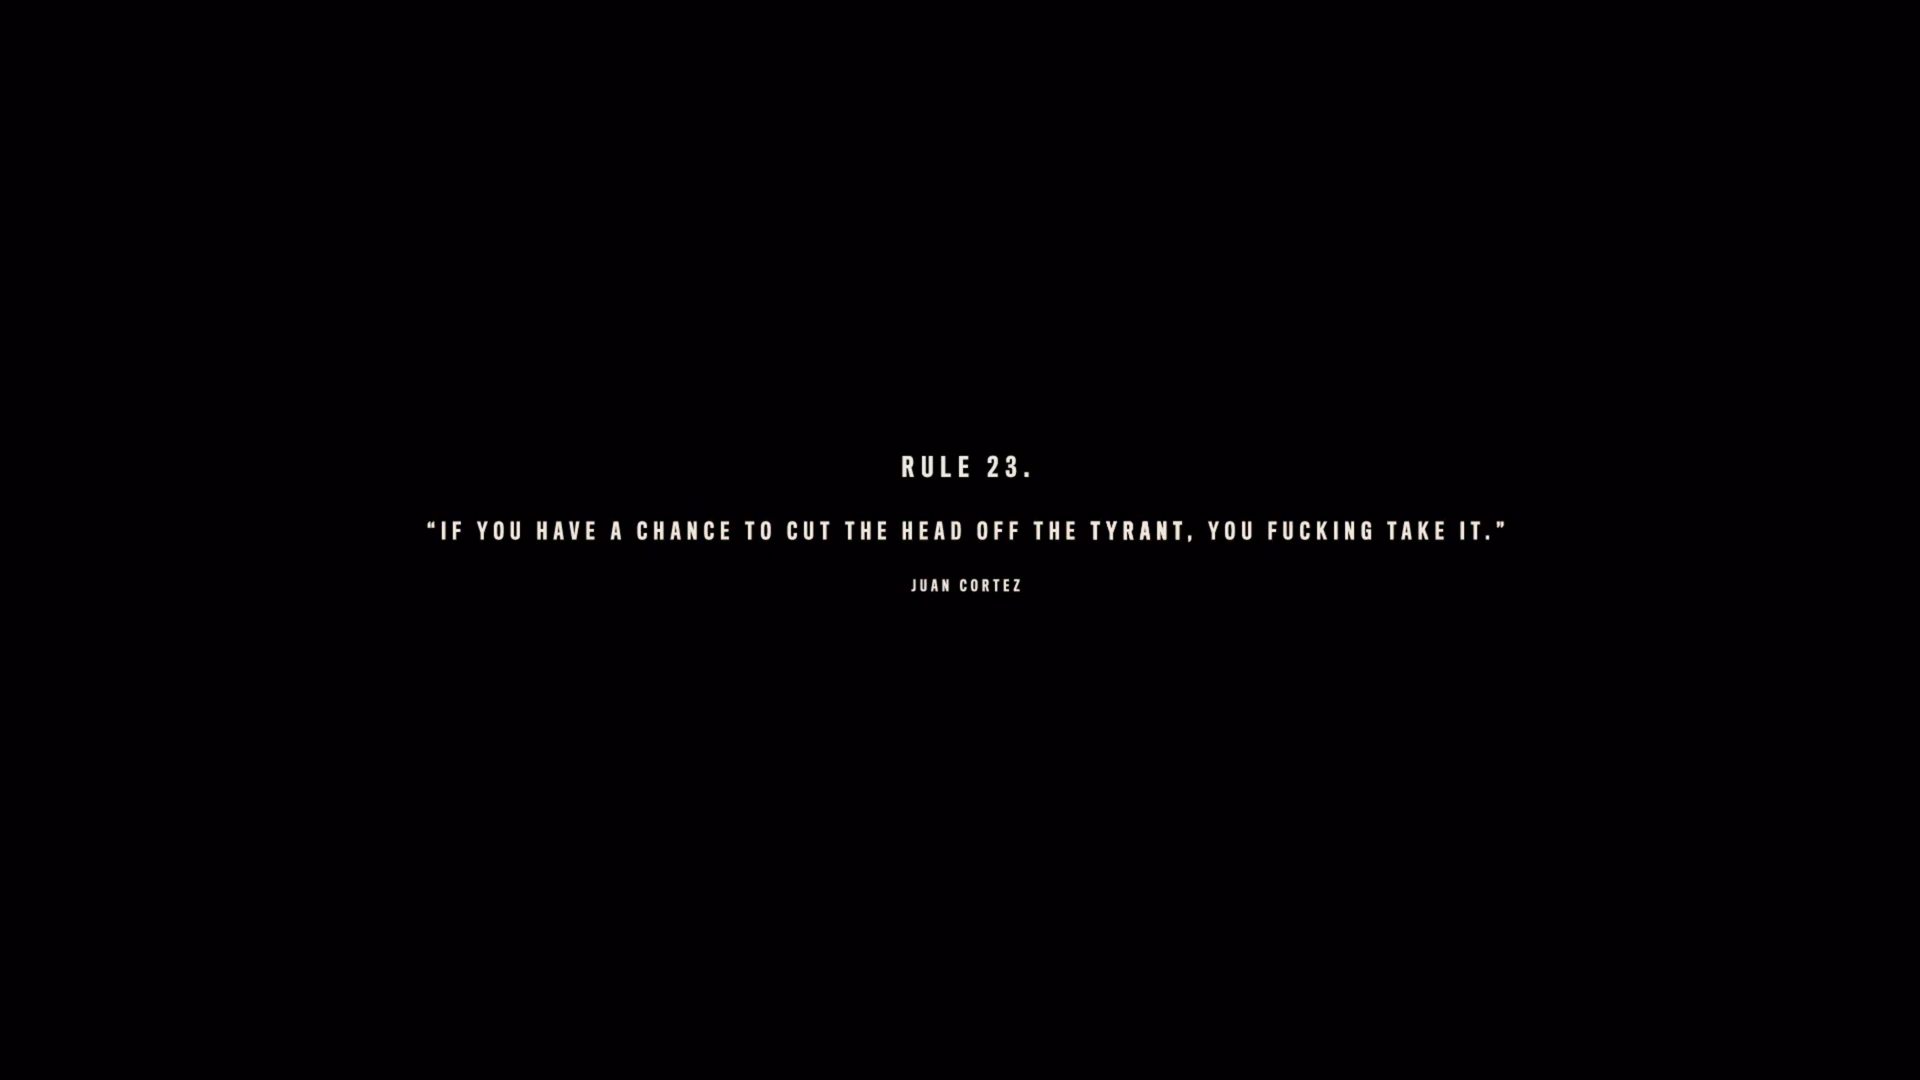 RULE 23.
“IF YOU HAVE A CHANCE TO CUT THE HEAD OFF THE TYRANT, YOU FUCKING TAKE IT.”
JUAN CORTEZ